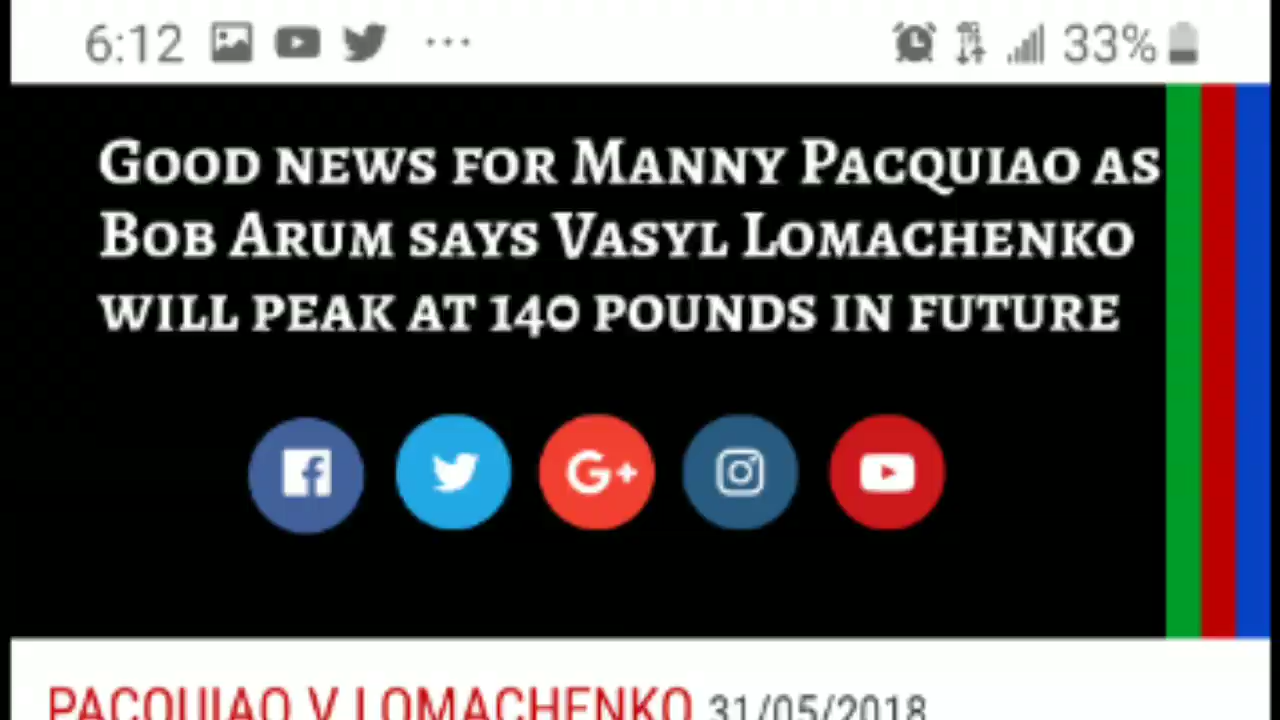 6:12 ... 33%
Good news for Manny Pacquiao as
Bob Arum says Vasyl Lomachenko
will peak at 140 pounds in future
G+
PACQUIAO V LOMACHENKO 31/05/2018